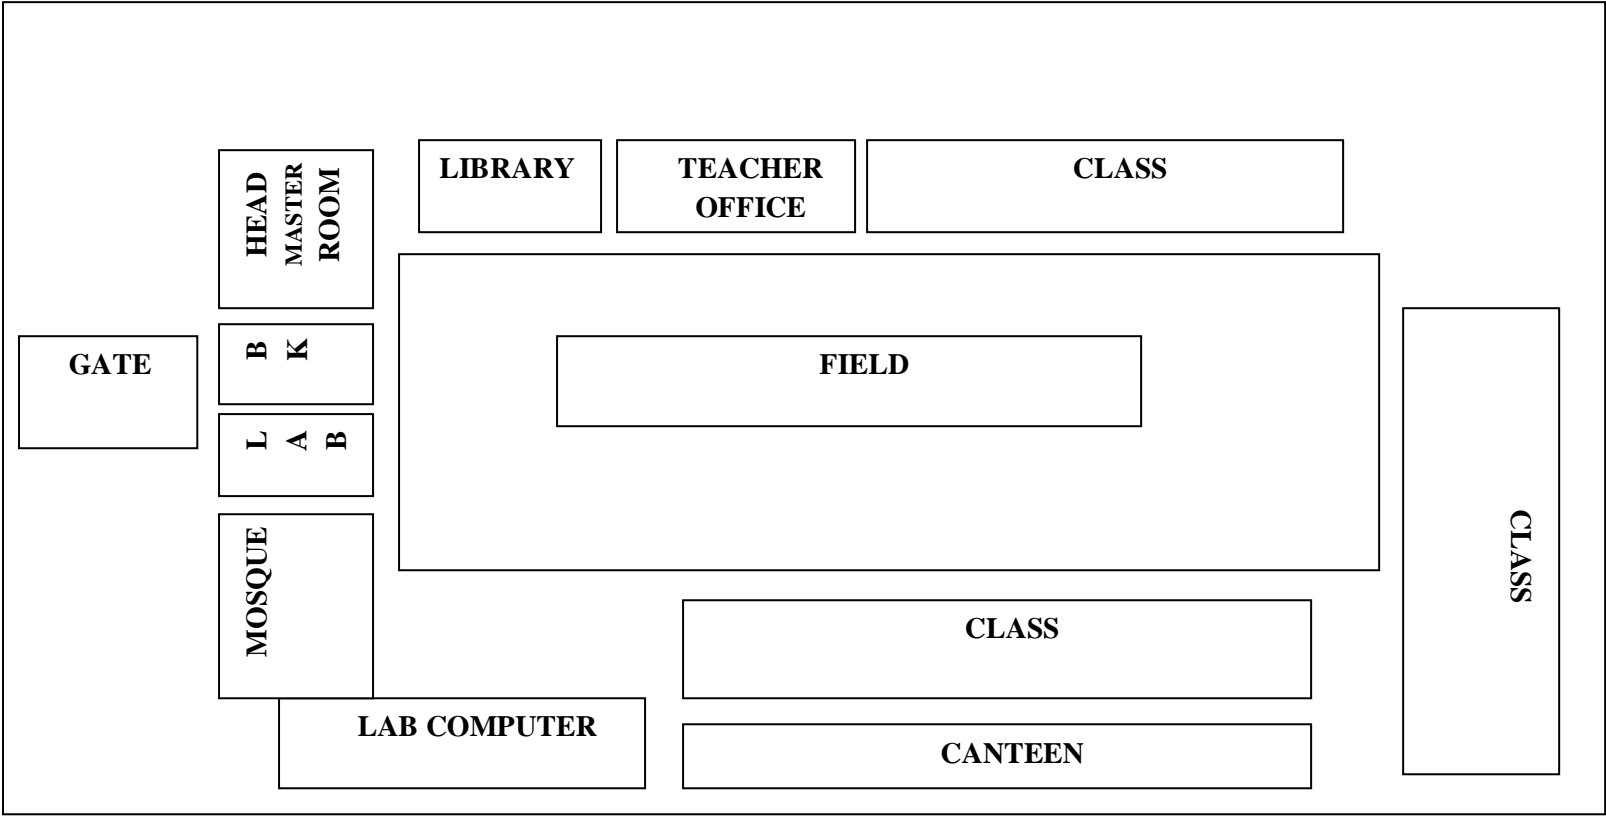 LIBRARY
TEACHER
OFFICE
CLASS
HEAD
MASTER
ROOM
GATE
B
K
FIELD
L
A
B
MOSQUE
CLASS
CLASS
LAB COMPUTER
CANTEEN